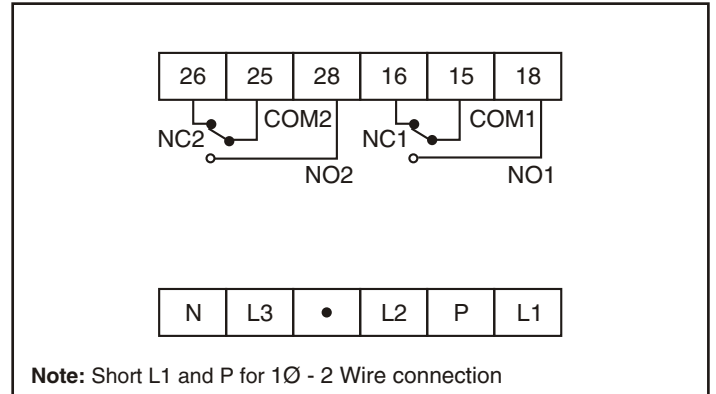 26 25 28 16 15 18
COM2 COM1
NC2 NC1
NO2 NO1
N L3 • L2 P L1
Note: Short L1 and P for 1Ø - 2 Wire connection